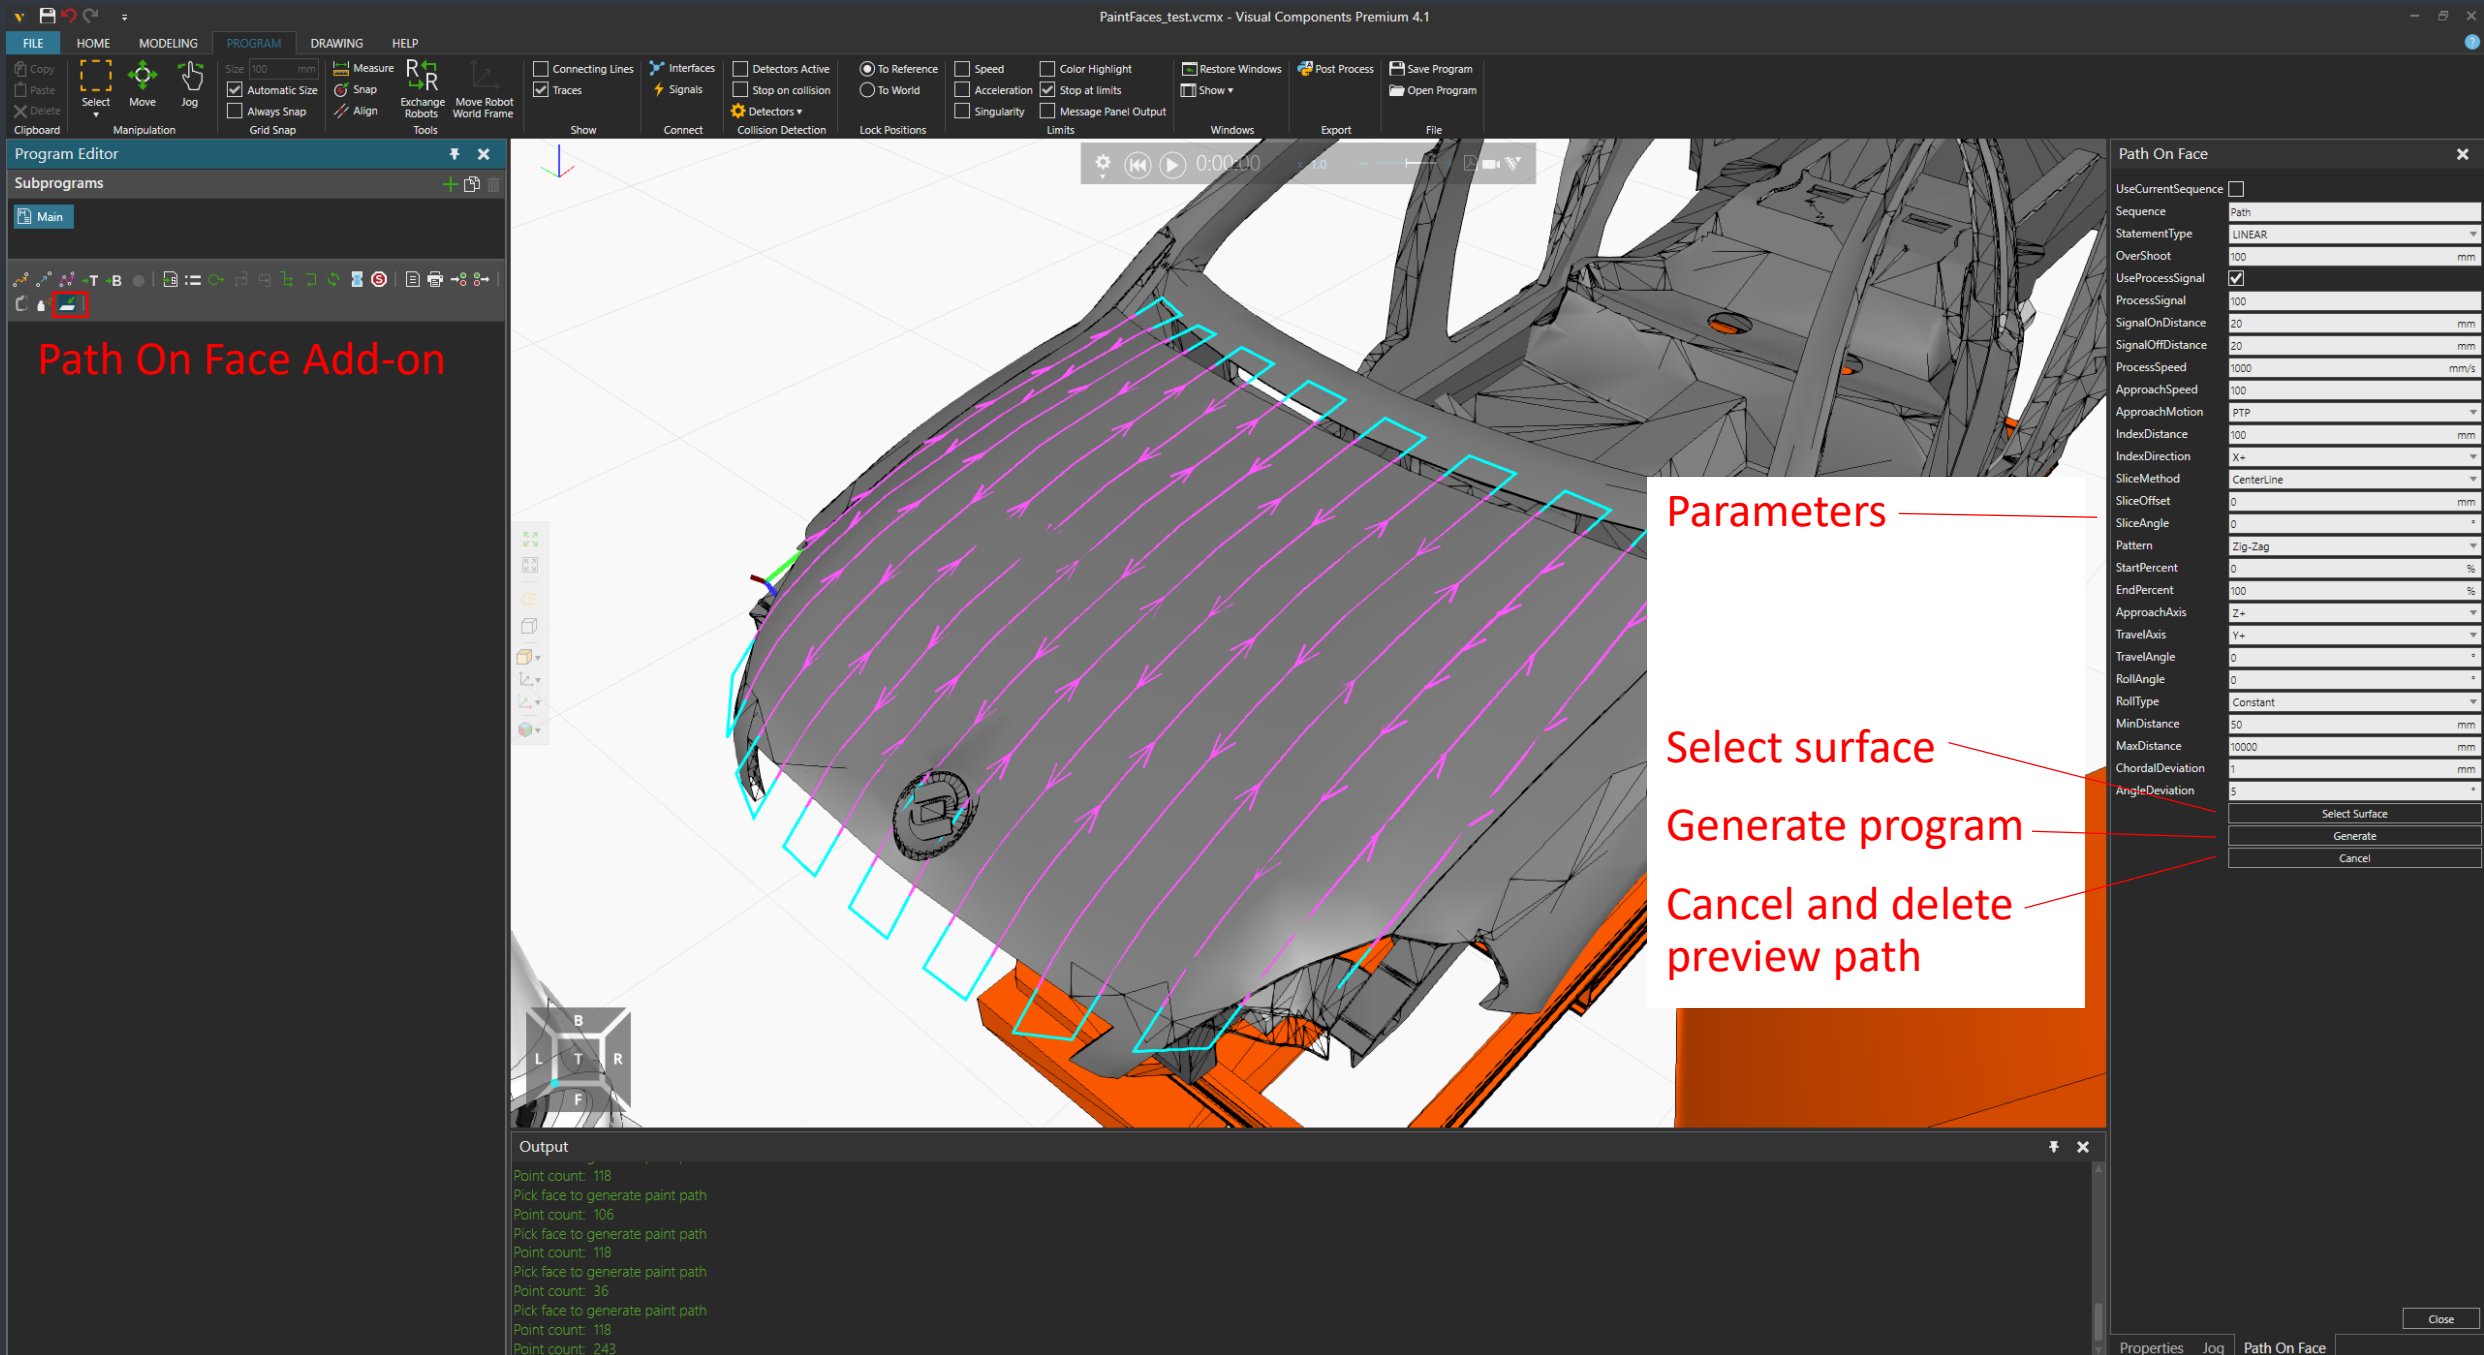 PaintFaces_test.vcmx - Visual Components Premium 4.1
FILE HOME MODELING PROGRAM DRAWING HELP
Copy
Paste
Delete
Clipboard
Select
Move
Jog
Manipulation
Size 100 mm
Automatic Size
Always Snap
Grid Snap
Measure
Snap
Align
Exchange Robots
Move Robot World Frame
Tools
Connecting Lines
Traces
Show
Interfaces
Signals
Connect
Detectors Active
Stop on collision
Detectors
Collision Detection
To Reference
To World
Lock Positions
Speed
Acceleration
Singularity
Color Highlight
Stop at limits
Message Panel Output
Limits
Restore Windows
Show
Windows
Post Process
Export
Save Program
Open Program
File
Program Editor
Subprograms
Main
Path On Face Add-on
0:00:00
x 1.0
B
L T R
F
Parameters
Select surface
Generate program
Cancel and delete
preview path
Output
Point count: 118
Pick face to generate paint path
Point count: 106
Pick face to generate paint path
Point count: 118
Pick face to generate paint path
Point count: 36
Pick face to generate paint path
Point count: 118
Point count: 243
Path On Face
UseCurrentSequence
Sequence Path
StatementType LINEAR
OverShoot 100 mm
UseProcessSignal
ProcessSignal 100
SignalOnDistance 20 mm
SignalOffDistance 20 mm
ProcessSpeed 1000 mm/s
ApproachSpeed 100
ApproachMotion PTP
IndexDistance 100 mm
IndexDirection X+
SliceMethod CenterLine
SliceOffset 0 mm
SliceAngle 0 °
Pattern Zig-Zag
StartPercent 0 %
EndPercent 100 %
ApproachAxis Z+
TravelAxis Y+
TravelAngle 0 °
RollAngle 0 °
RollType Constant
MinDistance 50 mm
MaxDistance 10000 mm
ChordalDeviation 1 mm
AngleDeviation 5 °
Select Surface
Generate
Cancel
Close
Properties Jog Path On Face